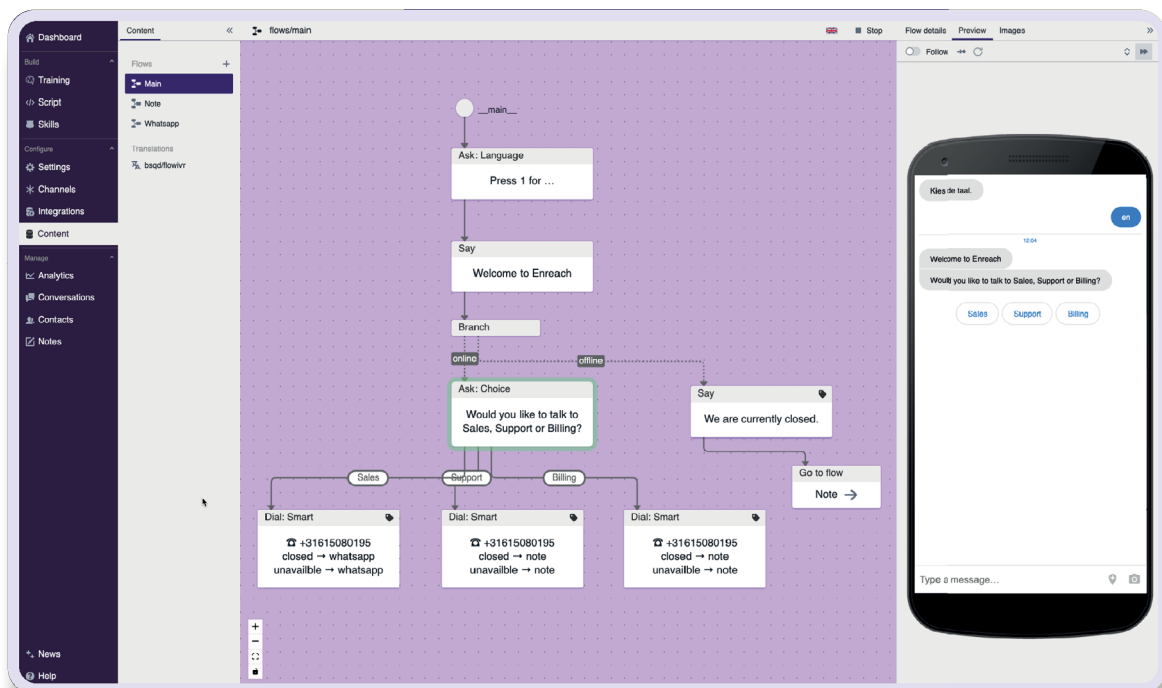 Dashboard
Build
Training
Script
Skills
Configure
Settings
Channels
Integrations
Content
Manage
Analytics
Conversations
Contacts
Notes
News
Help
Content
Flows
Main
Note
Whatsapp
Translations
bsqd/flowivr
flows/main
Stop
__main__
Ask: Language
Press 1 for ...
Say
Welcome to Enreach
Branch
online
offline
Ask: Choice
Would you like to talk to
Sales, Support or Billing?
Say
We are currently closed.
Go to flow
Note →
Sales
Support
Billing
Dial: Smart
☎ +31615080195
closed → whatsapp
unavailble → whatsapp
Dial: Smart
☎ +31615080195
closed → note
unavailble → note
Dial: Smart
☎ +31615080195
closed → note
unavailble → note
Flow details Preview Images
Follow
Kies de taal.
en
12:04
Welcome to Enreach
Would you like to talk to Sales, Support or Billing?
Sales Support Billing
Type a message...